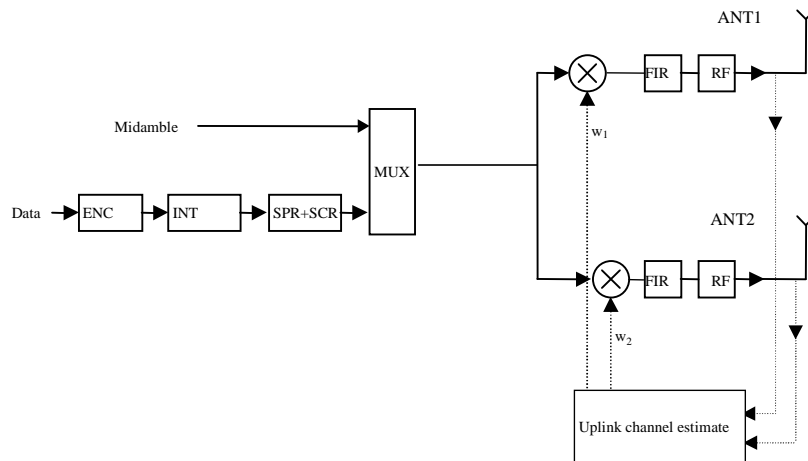 ANT1
FIR
RF
Midamble
w1
MUX
Data
ENC
INT
SPR+SCR
ANT2
FIR
RF
w2
Uplink channel estimate